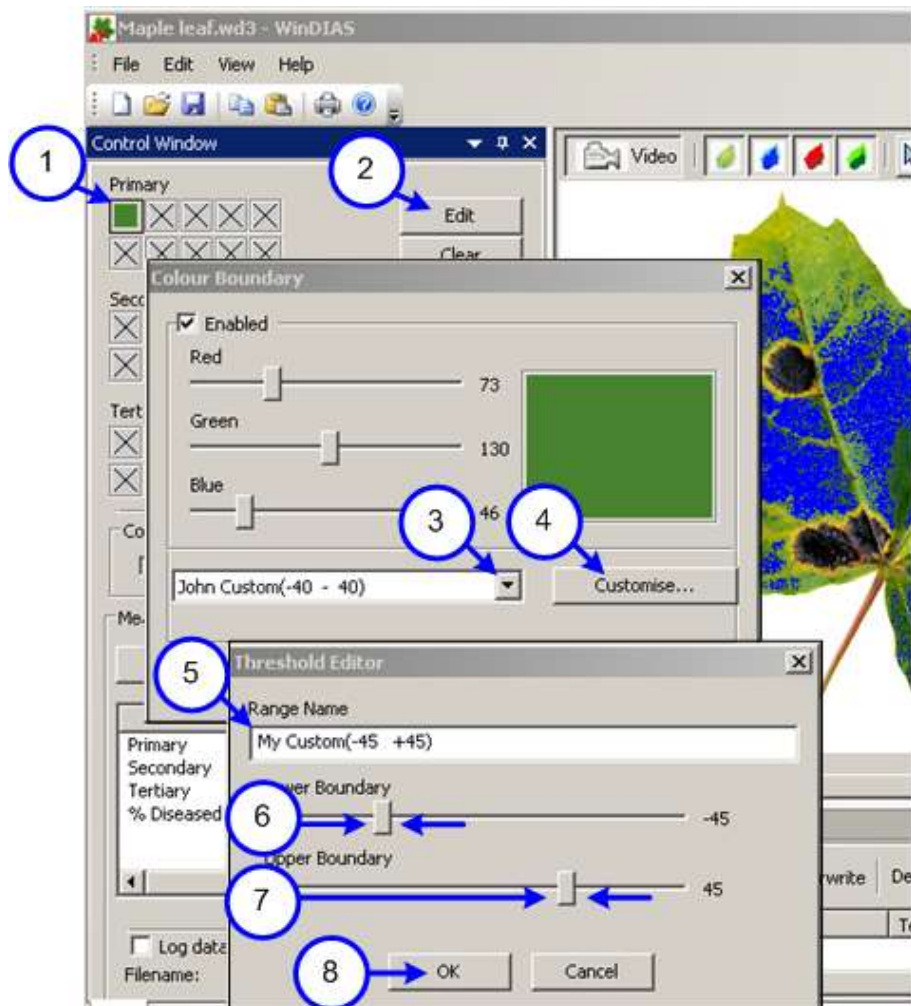 Maple leaf.wd3 - WinDIAS
File Edit View Help
Control Window
Video
1
2
Primary
Edit
Clear
Colour Boundary
Enabled
Red
73
Green
130
Blue
46
3
4
John Custom(-40 - 40)
Customise...
Threshold Editor
5
Range Name
My Custom(-45 +45)
Primary
Secondary
Tertiary
% Diseased
Boundary
6
-45
Upper Boundary
7
45
Log data
8
OK
Cancel
Filename: